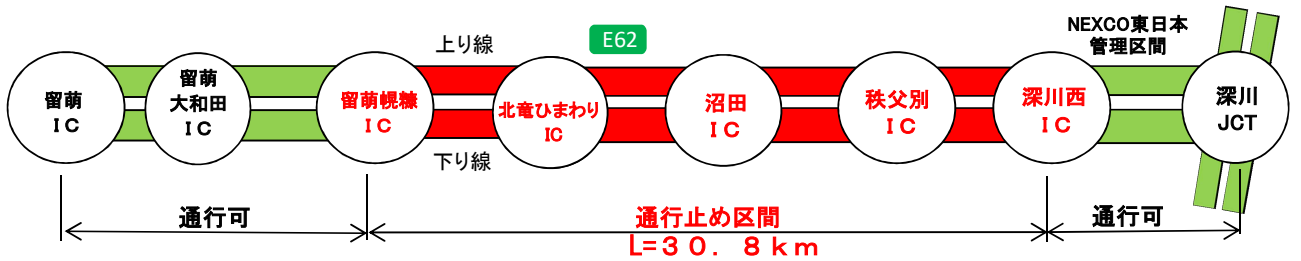 上り線
E62
NEXCO東日本
管理区間
留萌
IC
留萌
大和田
IC
留萌幌糠
IC
北竜ひまわり
IC
沼田
IC
秩父別
IC
深川西
IC
深川
JCT
下り線
通行可
通行止め区間
L=30.8km
通行可